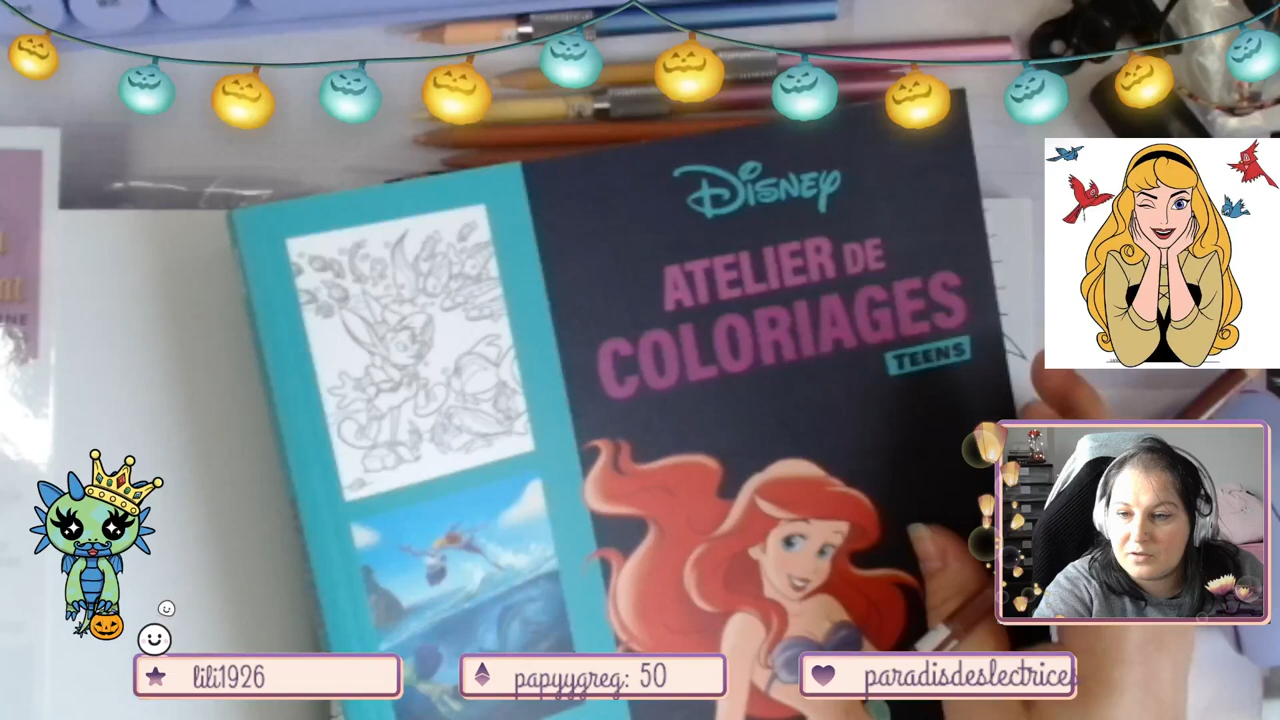 Disney
ATELIER DE
COLORIAGES
TEENS
lili1926
papyygreg: 50
paradisdeslectrices